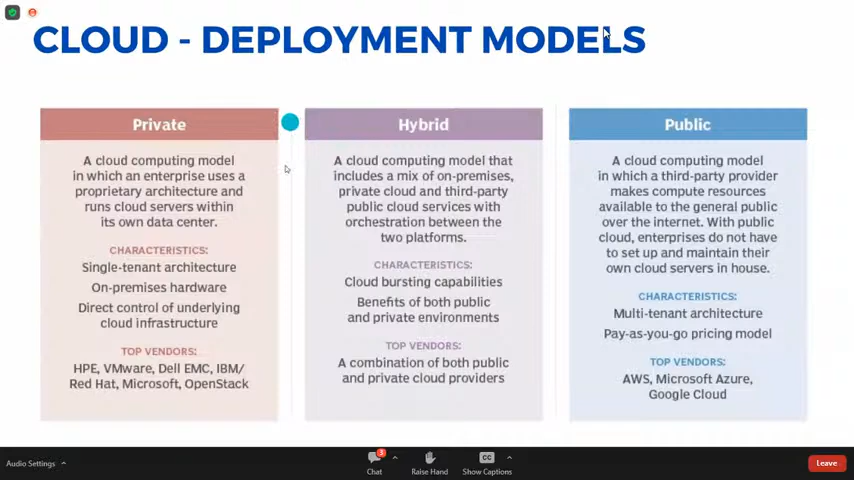 CLOUD - DEPLOYMENT MODELS
Private
A cloud computing model
in which an enterprise uses a
proprietary architecture and
runs cloud servers within
its own data center.
CHARACTERISTICS:
Single-tenant architecture
On-premises hardware
Direct control of underlying
cloud infrastructure
TOP VENDORS:
HPE, VMware, Dell EMC, IBM/
Red Hat, Microsoft, OpenStack
Hybrid
A cloud computing model that
includes a mix of on-premises,
private cloud and third-party
public cloud services with
orchestration between the
two platforms.
CHARACTERISTICS:
Cloud bursting capabilities
Benefits of both public
and private environments
TOP VENDORS:
A combination of both public
and private cloud providers
Public
A cloud computing model
in which a third-party provider
makes compute resources
available to the general public
over the internet. With public
cloud, enterprises do not have
to set up and maintain their
own cloud servers in house.
CHARACTERISTICS:
Multi-tenant architecture
Pay-as-you-go pricing model
TOP VENDORS:
AWS, Microsoft Azure,
Google Cloud
Audio Settings
3
Chat
Raise Hand
CC
Show Captions
Leave